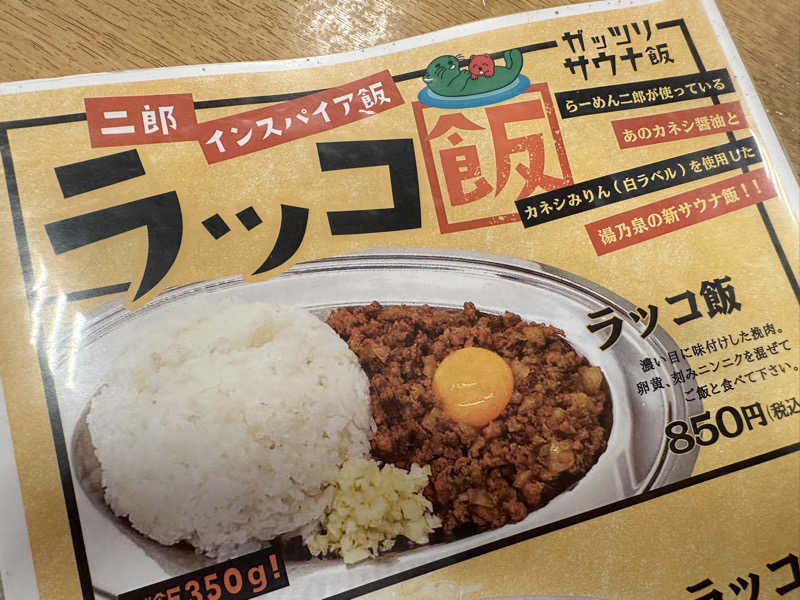 ガッツリ
サウナ飯
二郎
インスパイア飯
ラッコ飯
らーめん二郎が使っている
あのカネシ醤油と
カネシみりん(白ラベル)を使用した
湯乃泉の新サウナ飯!!
ラッコ飯
濃い目に味付けした挽肉。
卵黄、刻みニンニクを混ぜて
ご飯と食べて下さい。
850円(税込
350g!
ラッコ